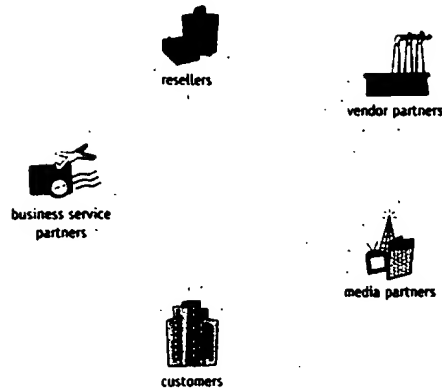 resellers
vendor partners
business service
partners
media partners
customers